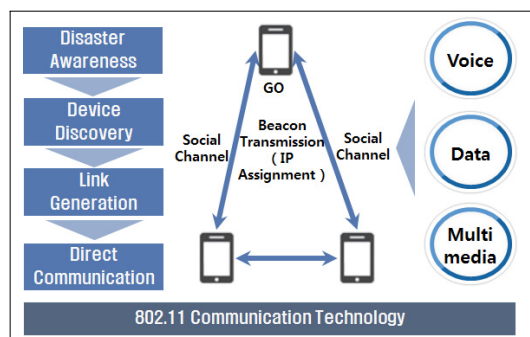 Disaster
Awareness
Device
Discovery
Link
Generation
Direct
Communication
GO
Social
Channel
Beacon
Transmission
( IP
Assignment )
Social
Channel
Voice
Data
Multi
media
802.11 Communication Technology